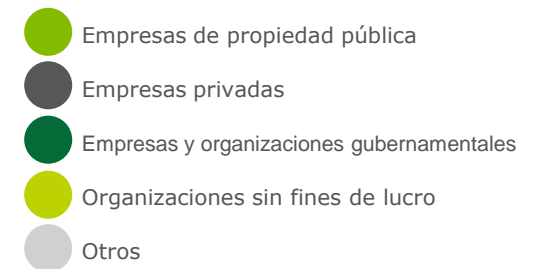 Empresas de propiedad pública
Empresas privadas
Empresas y organizaciones gubernamentales
Organizaciones sin fines de lucro
Otros